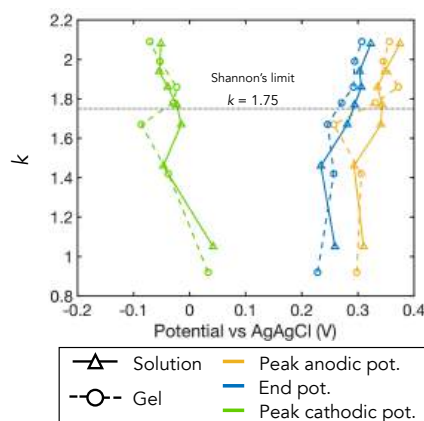 2.2
2
1.8
1.6
1.4
1.2
1
0.8
k
Shannon's limit
k = 1.75
-0.2 -0.1 0 0.1 0.2 0.3 0.4
Potential vs AgAgCl (V)
Solution
Gel
Peak anodic pot.
End pot.
Peak cathodic pot.